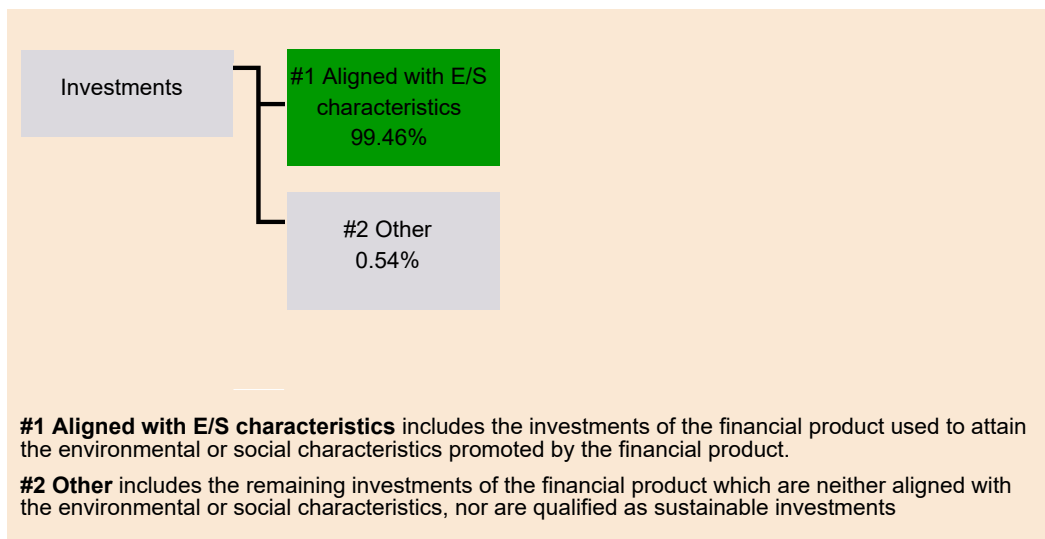 Investments
#1 Aligned with E/S
characteristics
99.46%
#2 Other
0.54%
#1 Aligned with E/S characteristics includes the investments of the financial product used to attain
the environmental or social characteristics promoted by the financial product.
#2 Other includes the remaining investments of the financial product which are neither aligned with
the environmental or social characteristics, nor are qualified as sustainable investments